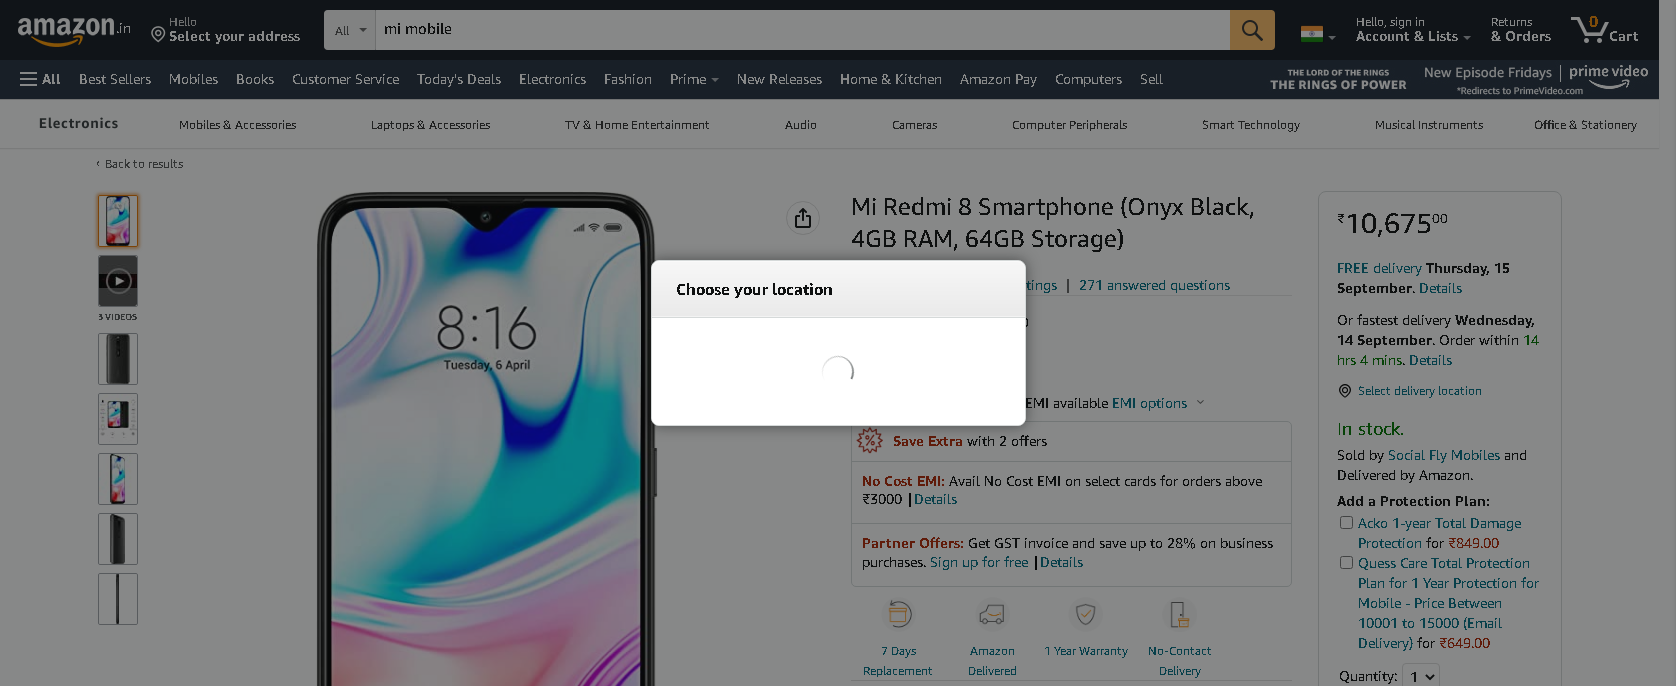 amazon.in
Hello
Select your address
All
mi mobile
Hello, sign in
Account & Lists
Returns
& Orders
0
Cart
All
Best Sellers
Mobiles
Books
Customer Service
Today's Deals
Electronics
Fashion
Prime
New Releases
Home & Kitchen
Amazon Pay
Computers
Sell
THE LORD OF THE RINGS
THE RINGS OF POWER
New Episode Fridays
prime video
*Redirects to PrimeVideo.com
Electronics
Mobiles & Accessories
Laptops & Accessories
TV & Home Entertainment
Audio
Cameras
Computer Peripherals
Smart Technology
Musical Instruments
Office & Stationery
‹ Back to results
3 VIDEOS
8:16
Tuesday, 6 April
Mi Redmi 8 Smartphone (Onyx Black,
4GB RAM, 64GB Storage)
| 271 answered questions
Choose your location
EMI available EMI options
Save Extra with 2 offers
No Cost EMI: Avail No Cost EMI on select cards for orders above
₹3000 | Details
Partner Offers: Get GST invoice and save up to 28% on business
purchases. Sign up for free | Details
7 Days
Replacement
Amazon
Delivered
1 Year Warranty
No-Contact
Delivery
₹10,67500
FREE delivery Thursday, 15
September. Details
Or fastest delivery Wednesday,
14 September. Order within 14
hrs 4 mins. Details
Select delivery location
In stock.
Sold by Social Fly Mobiles and
Delivered by Amazon.
Add a Protection Plan:
Acko 1-year Total Damage
Protection for ₹849.00
Quess Care Total Protection
Plan for 1 Year Protection for
Mobile - Price Between
10001 to 15000 (Email
Delivery) for ₹649.00
Quantity: 1